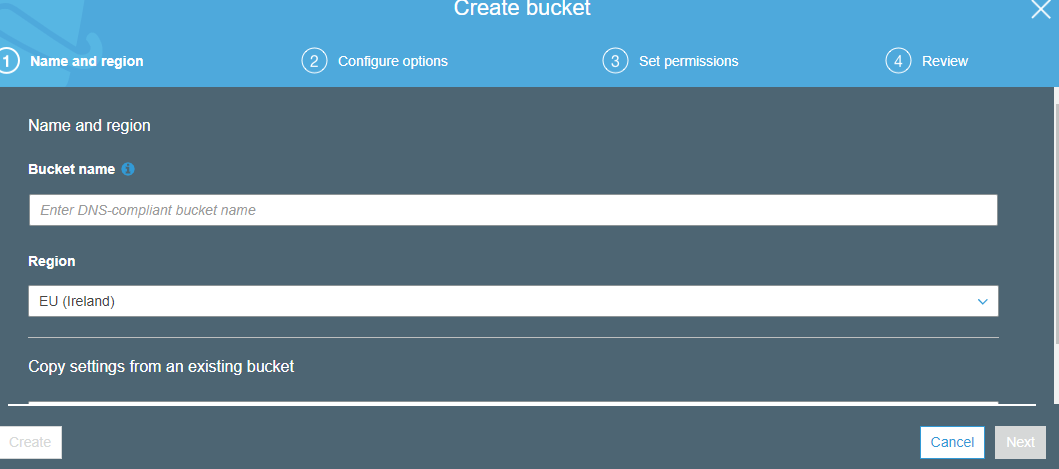 Create bucket
1 Name and region
2 Configure options
3 Set permissions
4 Review
Name and region
Bucket name
Enter DNS-compliant bucket name
Region
EU (Ireland)
Copy settings from an existing bucket
Create
Cancel
Next